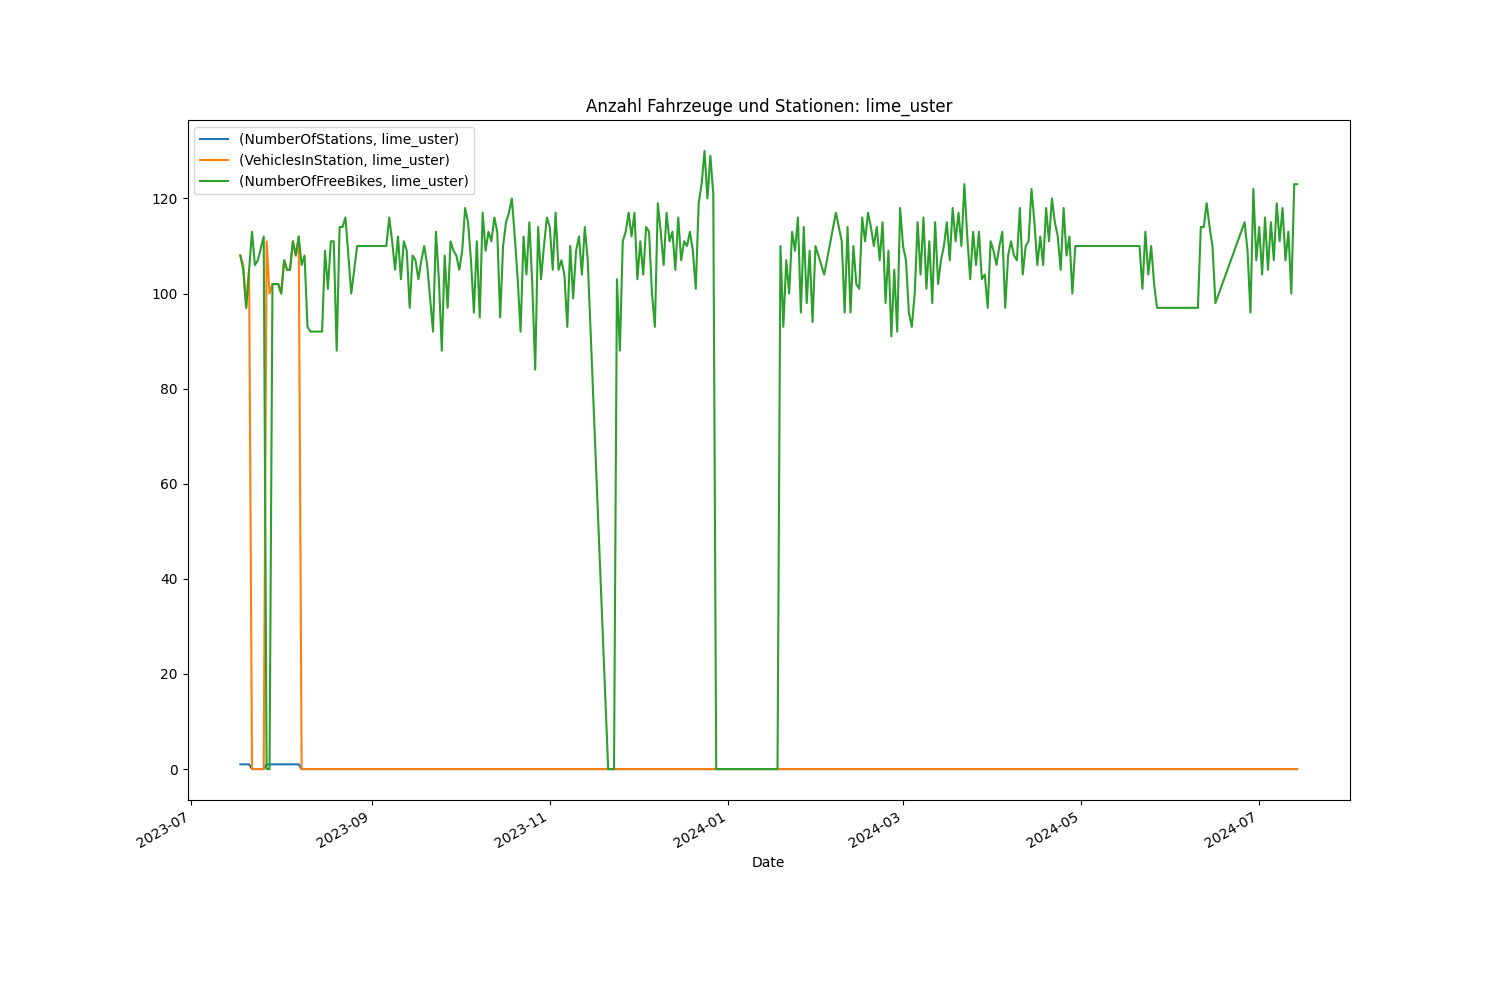 Anzahl Fahrzeuge und Stationen: lime_uster
(NumberOfStations, lime_uster)
(VehiclesInStation, lime_uster)
(NumberOfFreeBikes, lime_uster)
120
100
80
60
40
20
0
2023-07
2023-09
2023-11
2024-01
2024-03
2024-05
2024-07
Date